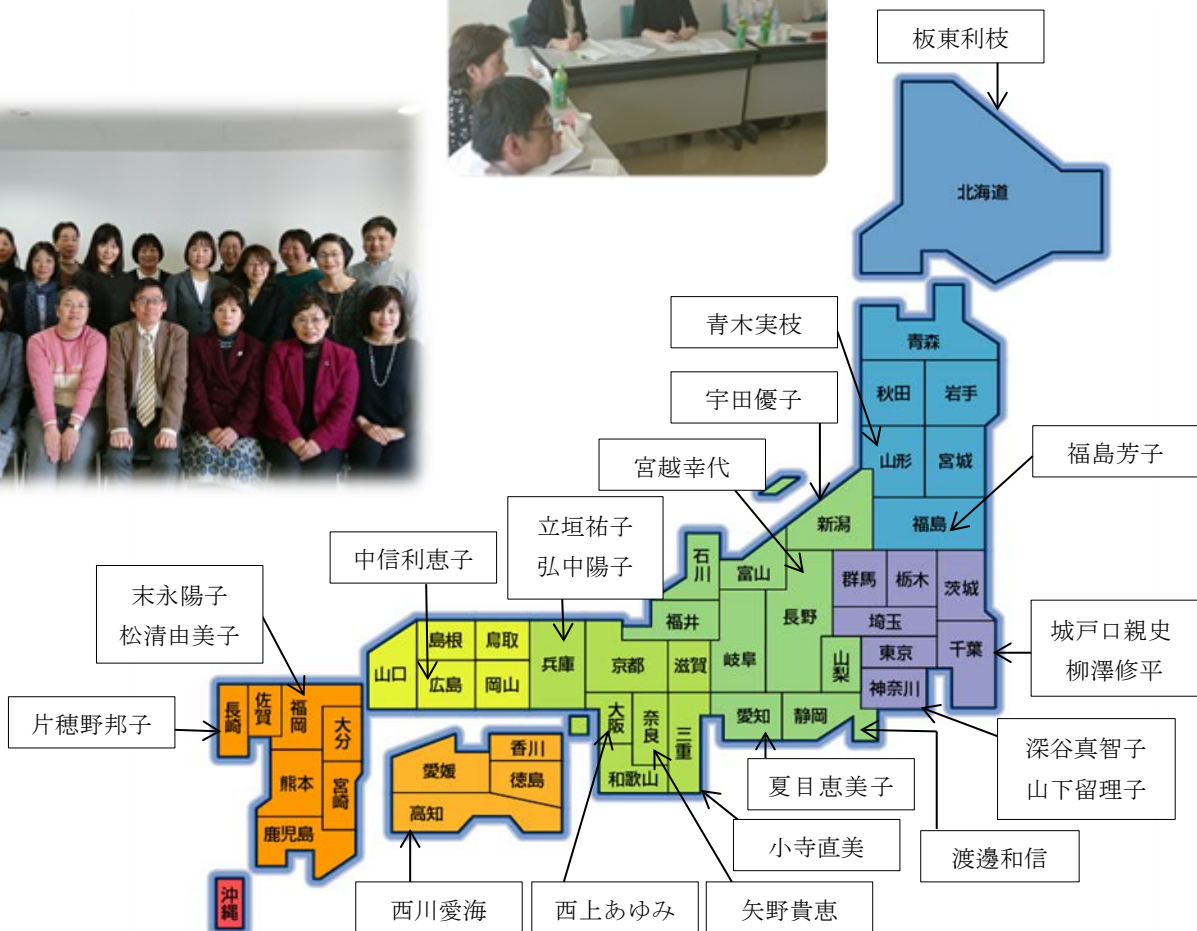 板東利枝
北海道
青木実枝
青森
秋田
岩手
宇田優子
山形
宮城
福島芳子
宮越幸代
新潟
福島
立垣祐子
弘中陽子
中信利恵子
石川
富山
群馬
栃木
茨城
末永陽子
松清由美子
福井
長野
埼玉
城戸口親史
柳澤修平
島根
鳥取
兵庫
京都
滋賀
岐阜
山梨
東京
千葉
山口
広島
岡山
神奈川
片穂野邦子
長崎
佐賀
福岡
大分
大阪
奈良
三重
愛知
静岡
深谷真智子
山下留理子
熊本
宮崎
愛媛
香川
徳島
和歌山
夏目恵美子
高知
鹿児島
小寺直美
渡邊和信
沖縄
西川愛海
西上あゆみ
矢野貴恵